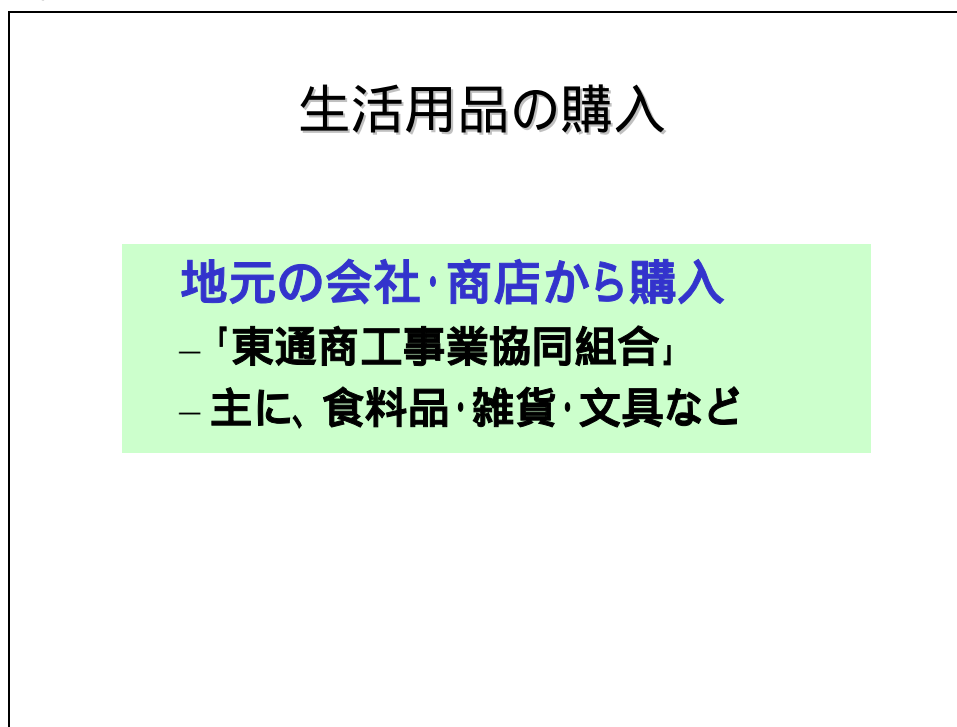 生活用品の購入
地元の会社・商店から購入
–「東通商工事業協同組合」
– 主に、食料品・雑貨・文具など